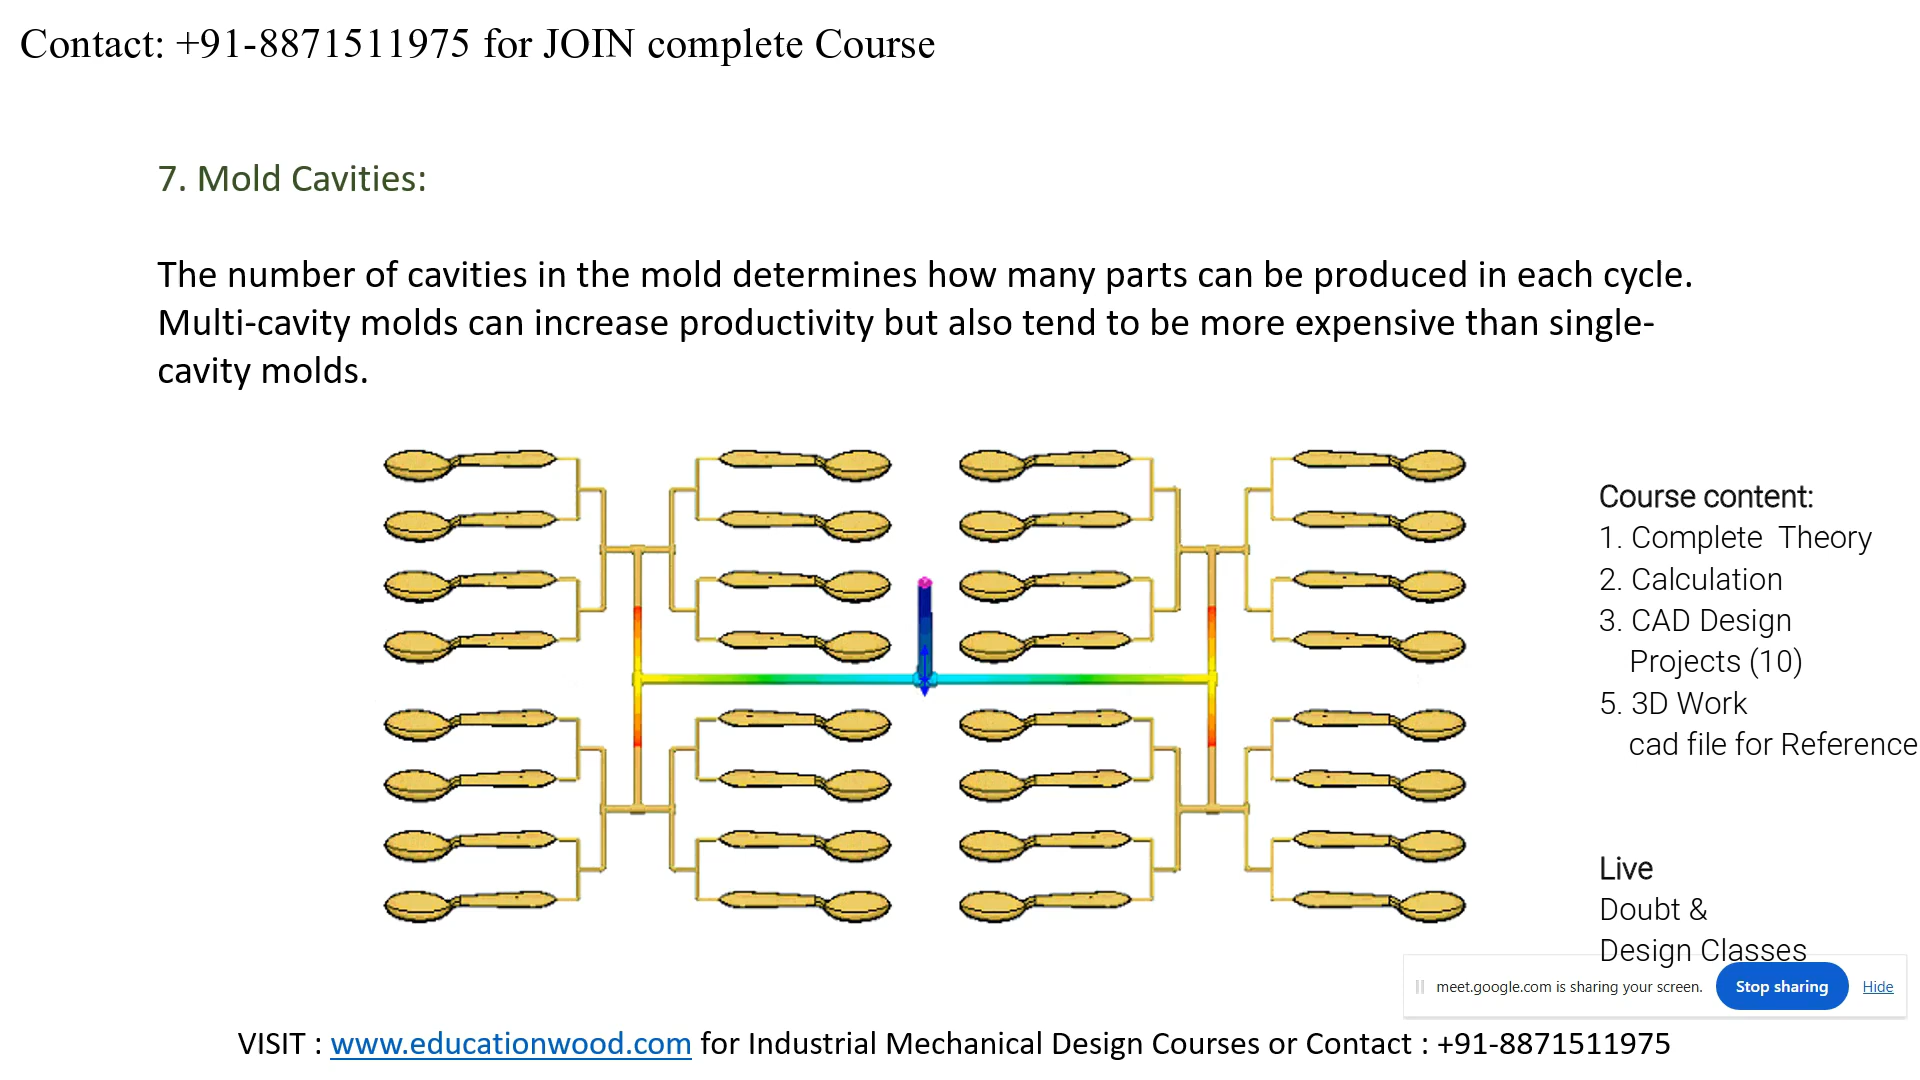 Contact: +91-8871511975 for JOIN complete Course
7. Mold Cavities:
The number of cavities in the mold determines how many parts can be produced in each cycle.
Multi-cavity molds can increase productivity but also tend to be more expensive than single-
cavity molds.
Course content:
1. Complete Theory
2. Calculation
3. CAD Design
Projects (10)
5. 3D Work
cad file for Reference
Live
Doubt &
Design Classes
meet.google.com is sharing your screen. Stop sharing Hide
VISIT : www.educationwood.com for Industrial Mechanical Design Courses or Contact : +91-8871511975